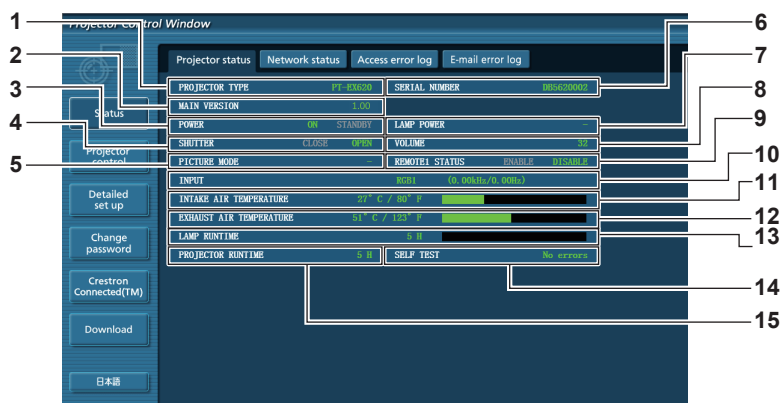 Projector Control Window
Projector status Network status Access error log E-mail error log
1
2
3
4
5
6
7
8
9
10
11
12
13
14
15
PROJECTOR TYPE PT-EX620 SERIAL NUMBER DB5620002
MAIN VERSION 1.00
POWER ON STANDBY LAMP POWER -
SHUTTER CLOSE OPEN VOLUME 32
PICTURE MODE - REMOTE1 STATUS ENABLE DISABLE
INPUT RGB1 (0.00kHz/0.00Hz)
INTAKE AIR TEMPERATURE 27° C / 80° F
EXHAUST AIR TEMPERATURE 51° C / 123° F
LAMP RUNTIME 5 H
PROJECTOR RUNTIME 5 H SELF TEST No errors
Status
Projector
control
Detailed
set up
Change
password
Crestron
Connected(TM)
Download
日本語